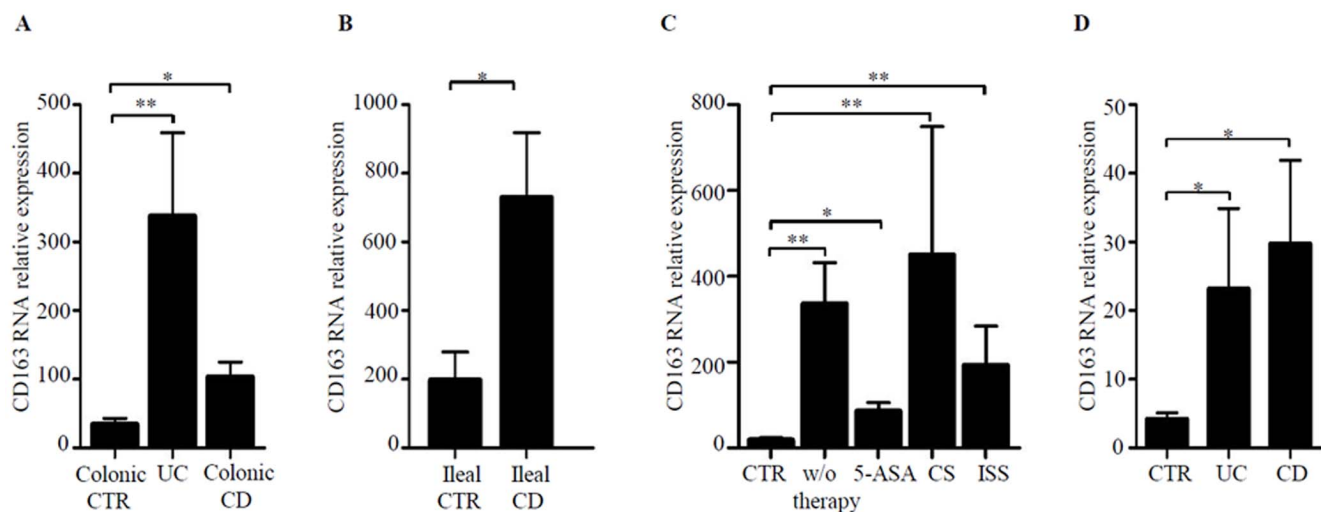 A
CD163 RNA relative expression
500
400
300
200
100
0
*
**
Colonic CTR
UC
Colonic CD
B
CD163 RNA relative expression
1000
800
600
400
200
0
*
Ileal CTR
Ileal CD
C
CD163 RNA relative expression
800
600
400
200
0
**
**
*
**
CTR
w/o therapy
5-ASA
CS
ISS
D
CD163 RNA relative expression
50
40
30
20
10
0
*
*
CTR
UC
CD